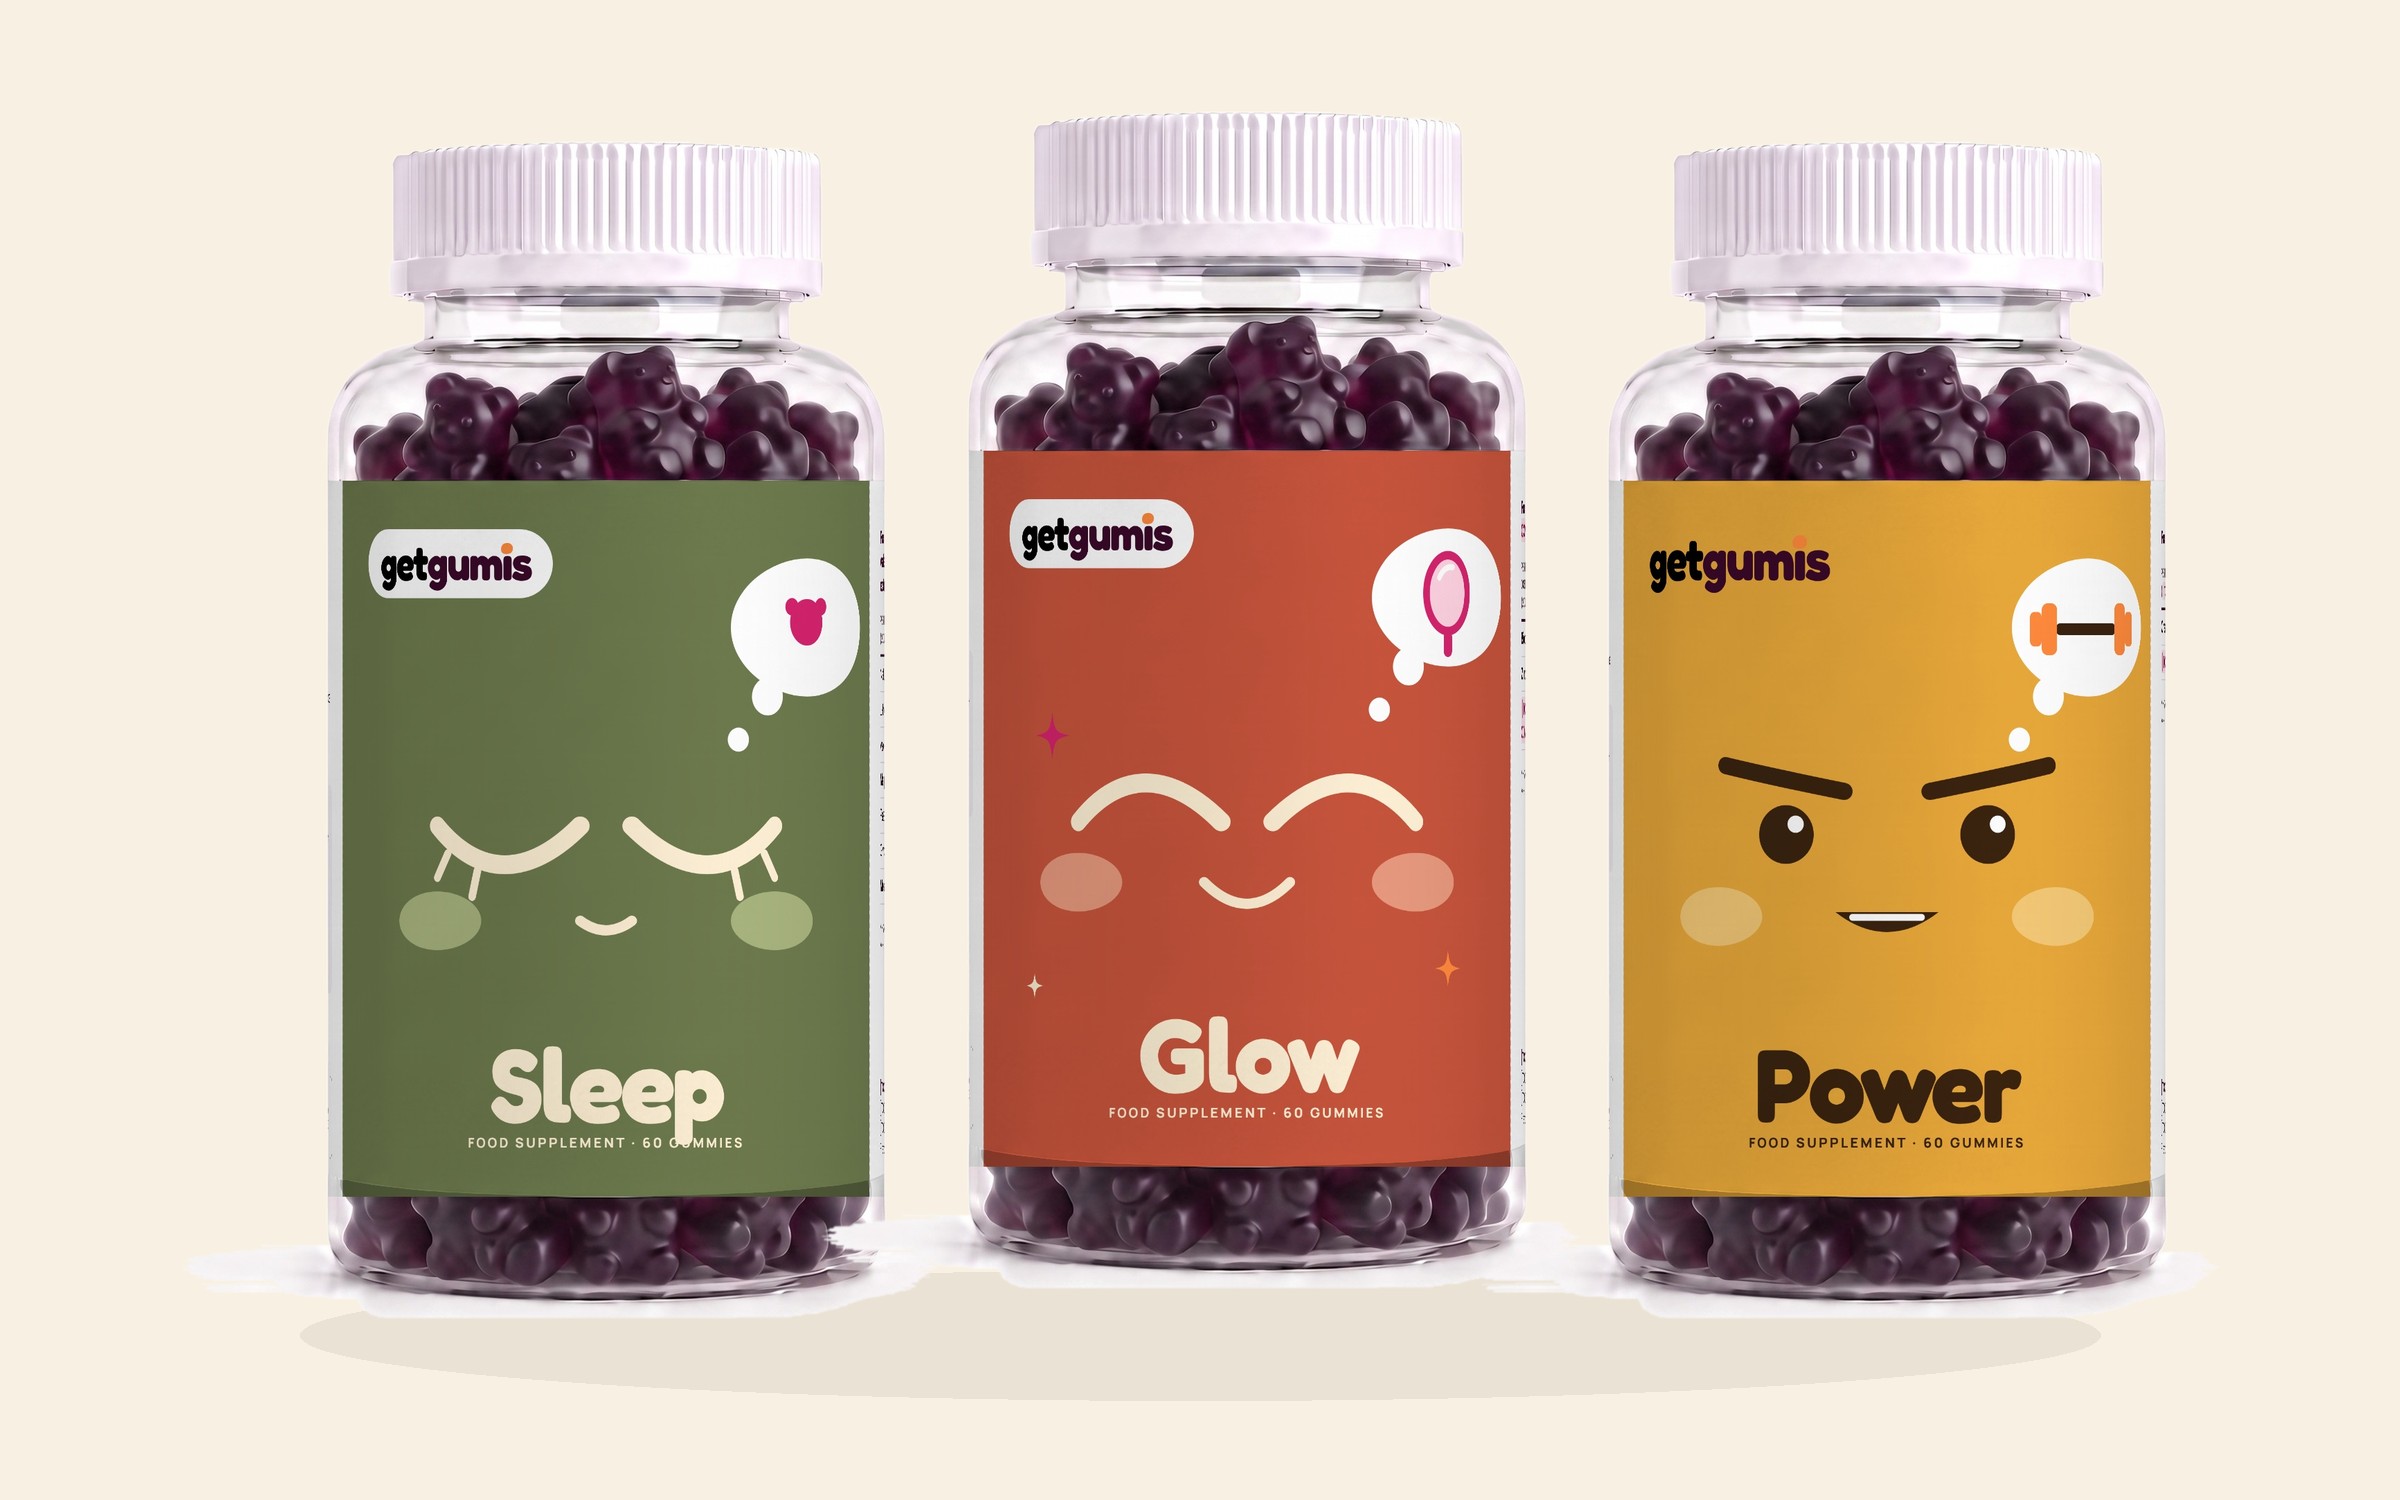 getgumis
Sleep
FOOD SUPPLEMENT · 60 GUMMIES
getgumis
Glow
FOOD SUPPLEMENT · 60 GUMMIES
getgumis
Power
FOOD SUPPLEMENT · 60 GUMMIES